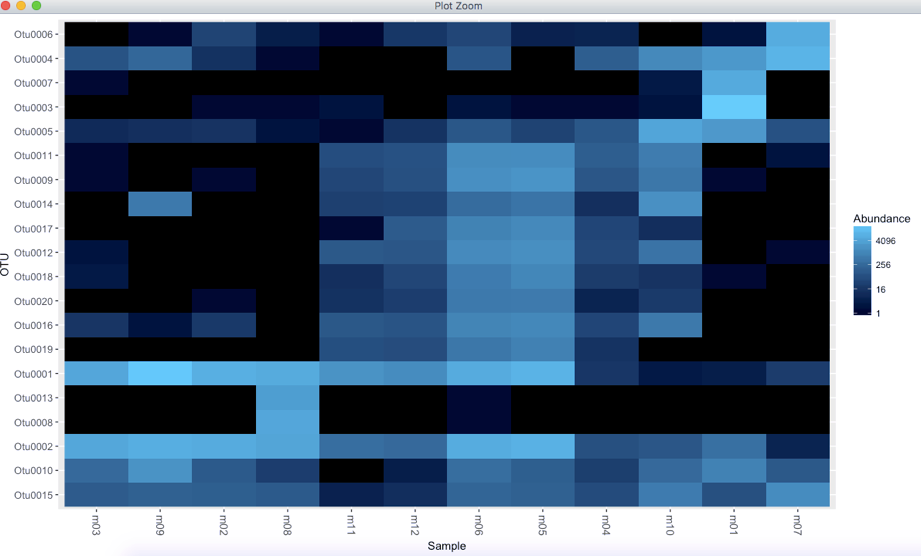 Plot Zoom
Otu0006
Otu0004
Otu0007
Otu0003
Otu0005
Otu0011
Otu0009
Otu0014
Otu0017
Otu0012
Otu0018
Otu0020
Otu0016
Otu0019
Otu0001
Otu0013
Otu0008
Otu0002
Otu0010
Otu0015
OTU
m03 m09 m02 m08 m11 m12 m06 m05 m04 m10 m01 m07
Sample
Abundance
4096
256
16
1